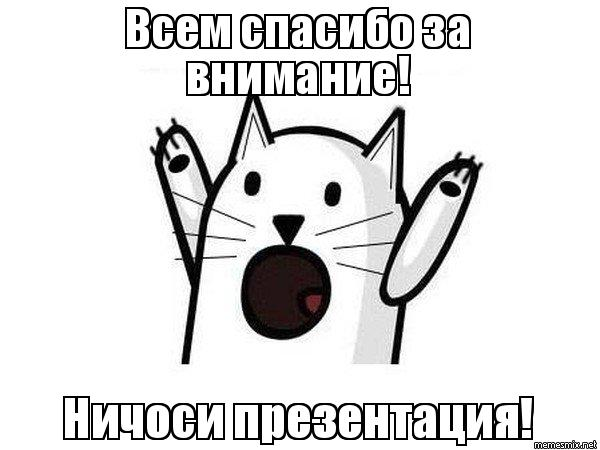 Всем спасибо за
внимание!
Ничоси презентация!
memesmix.net